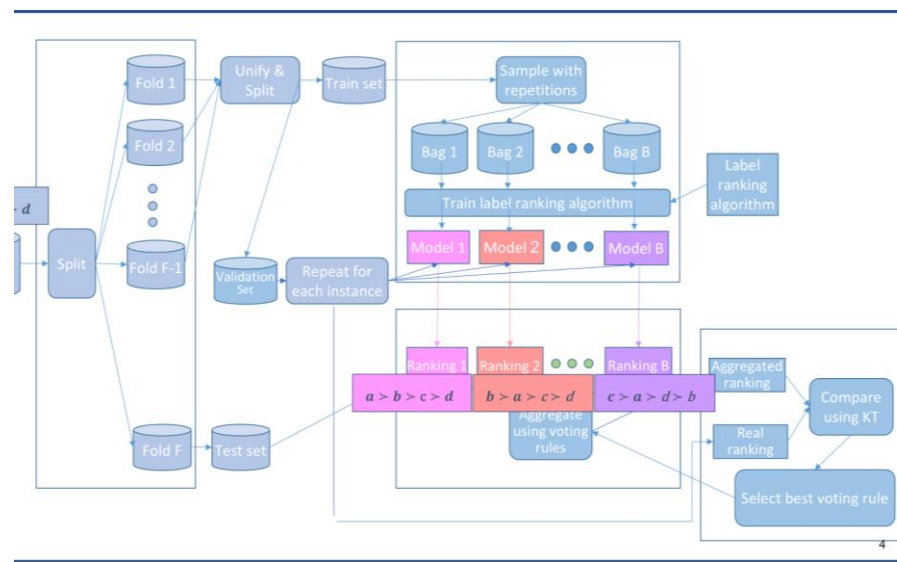 Fold 1
Fold 2
Fold F-1
Fold F
≻ d
Split
Unify &
Split
Train set
Validation
Set
Repeat for
each instance
Test set
Sample with
repetitions
Bag 1
Bag 2
Bag B
Train label ranking algorithm
Label
ranking
algorithm
Model 1
Model 2
Model B
Ranking 1
Ranking 2
Ranking B
a ≻ b ≻ c ≻ d
b ≻ a ≻ c ≻ d
c ≻ a ≻ d ≻ b
Aggregate
using voting
rules
Aggregated
ranking
Real
ranking
Compare
using KT
Select best voting rule
4